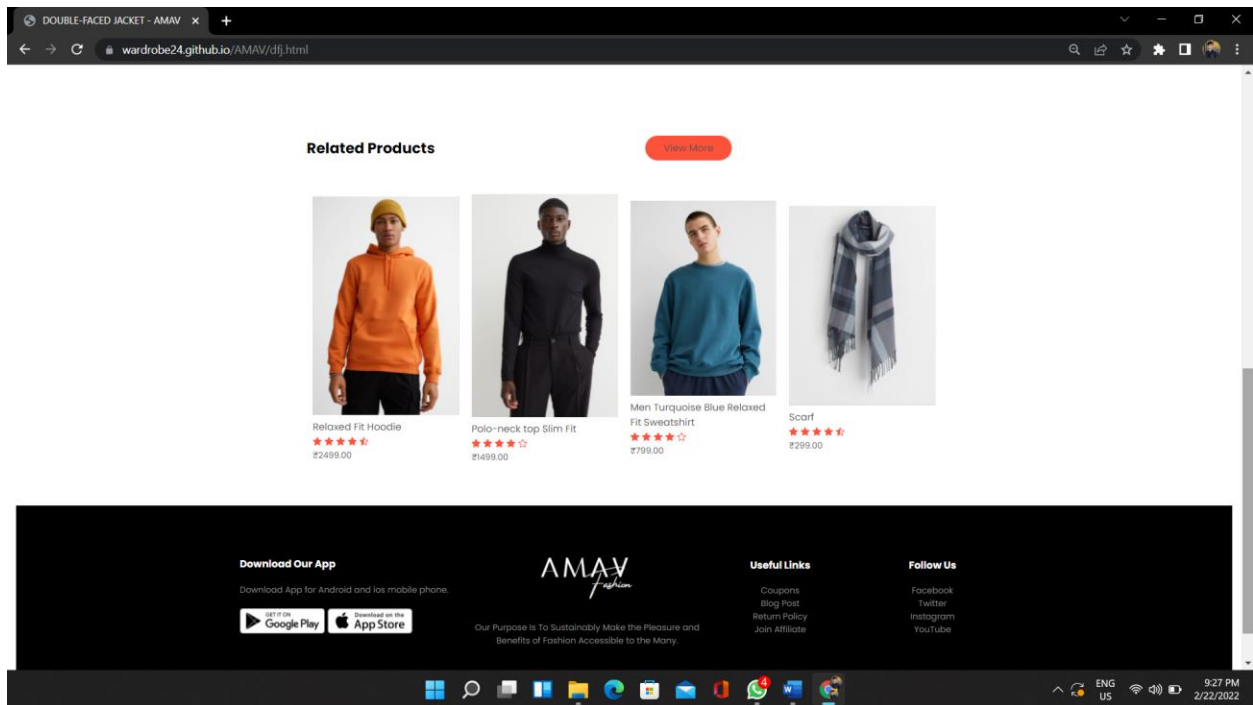 DOUBLE-FACED JACKET - AMAV
wardrobe24.github.io/AMAV/dfj.html
Related Products
View More
Relaxed Fit Hoodie
₹2499.00
Polo-neck top Slim Fit
₹1499.00
Men Turquoise Blue Relaxed
Fit Sweatshirt
₹799.00
Scarf
₹299.00
Download Our App
Download App for Android and ios mobile phone.
GET IT ON
Google Play
Download on the
App Store
AMAV
Fashion
Our Purpose Is To Sustainably Make the Pleasure and
Benefits of Fashion Accessible to the Many.
Useful Links
Coupons
Blog Post
Return Policy
Join Affiliate
Follow Us
Facebook
Twitter
Instagram
YouTube
4
ENG
US
9:27 PM
2/22/2022